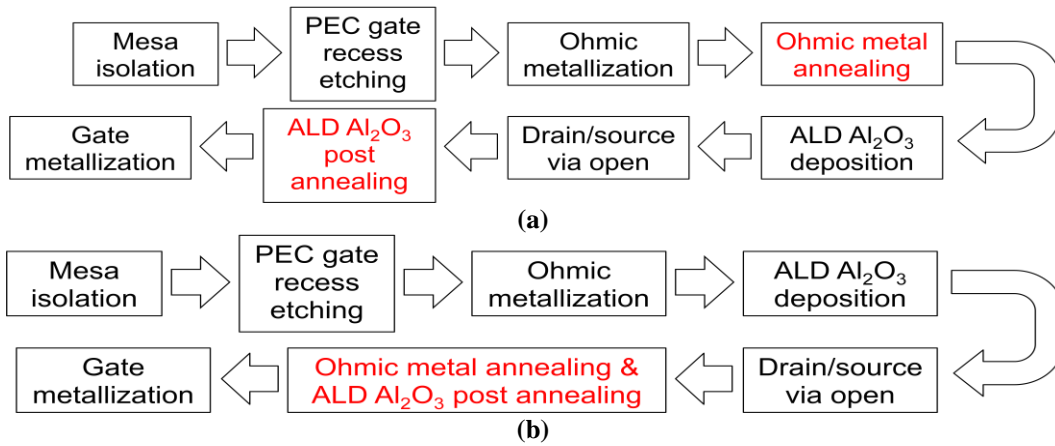 Mesa
isolation
PEC gate
recess
etching
Ohmic
metallization
Ohmic metal
annealing
Gate
metallization
ALD Al₂O₃
post
annealing
Drain/source
via open
ALD Al₂O₃
deposition
(a)
Mesa
isolation
PEC gate
recess
etching
Ohmic
metallization
ALD Al₂O₃
deposition
Gate
metallization
Ohmic metal annealing &
ALD Al₂O₃ post annealing
Drain/source
via open
(b)